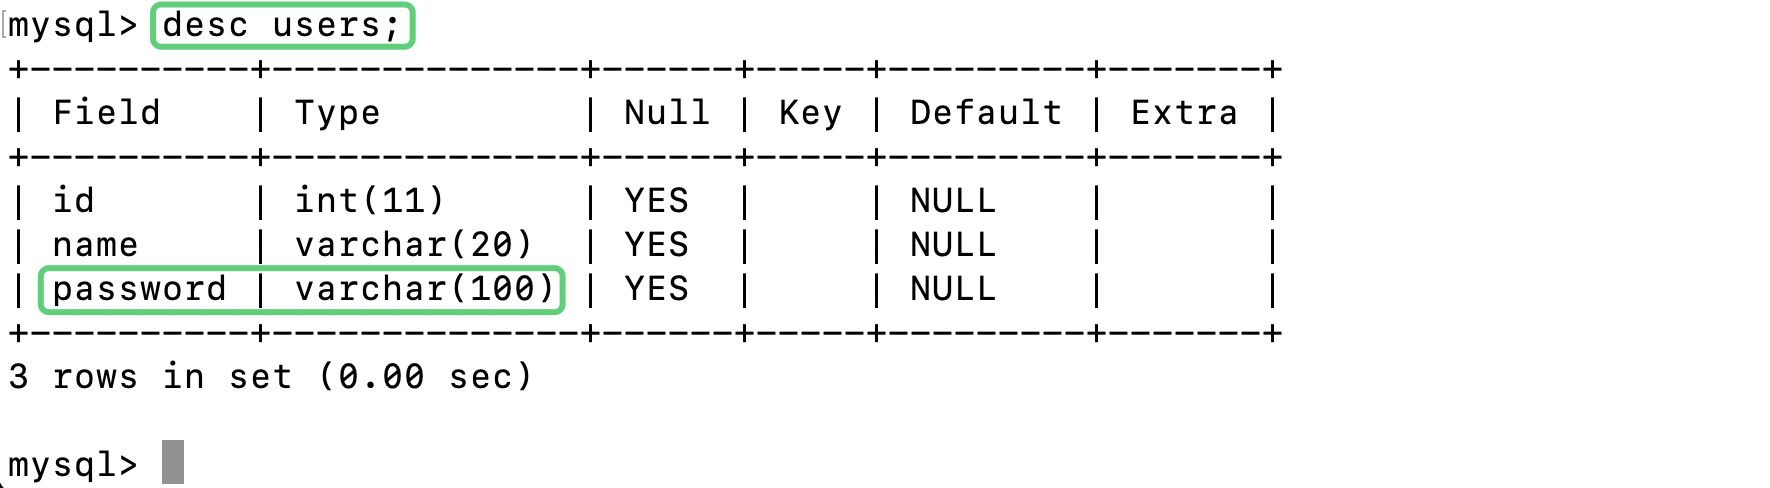 mysql> desc users;
+----------+--------------+------+-----+---------+-------+
| Field    | Type         | Null | Key | Default | Extra |
+----------+--------------+------+-----+---------+-------+
| id       | int(11)      | YES  |     | NULL    |       |
| name     | varchar(20)  | YES  |     | NULL    |       |
| password | varchar(100) | YES  |     | NULL    |       |
+----------+--------------+------+-----+---------+-------+
3 rows in set (0.00 sec)
mysql>